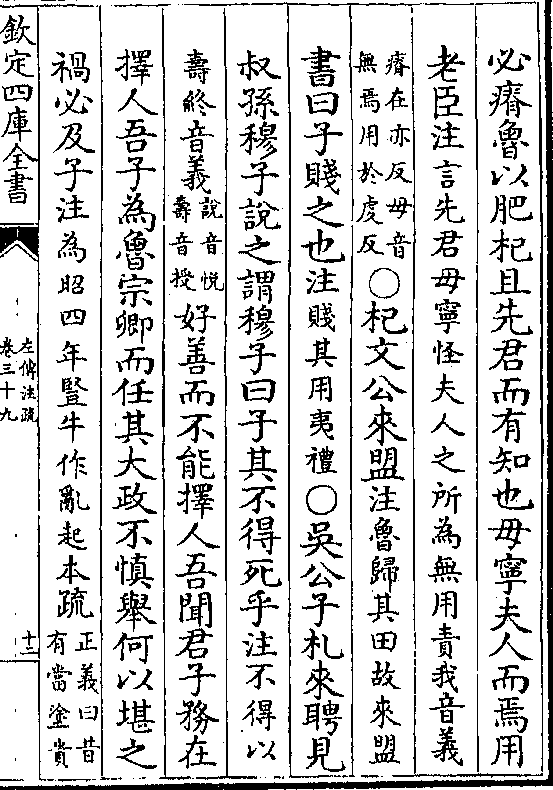 必瘠魯以肥杞且先君而有知也毋寧夫人而焉用
老臣注言先君毋寧怪夫人之所為無用責我音義
瘠在亦反毋音
無焉用於虔反
○杞文公來盟注魯歸其田故來盟
書曰子賤之也注賤其用夷禮○吳公子札來聘見
叔孫穆子說之謂穆子曰子其不得死乎注不得以
壽終音義
說音悅
壽音授
好善而不能擇人吾聞君子務在
擇人吾子為魯宗卿而任其大政不慎舉何以堪之
禍必及子注為昭四年豎牛作亂起本疏
正義曰昔
有當塗貴
欽定四庫全書
左傳注疏
卷三十九
十二